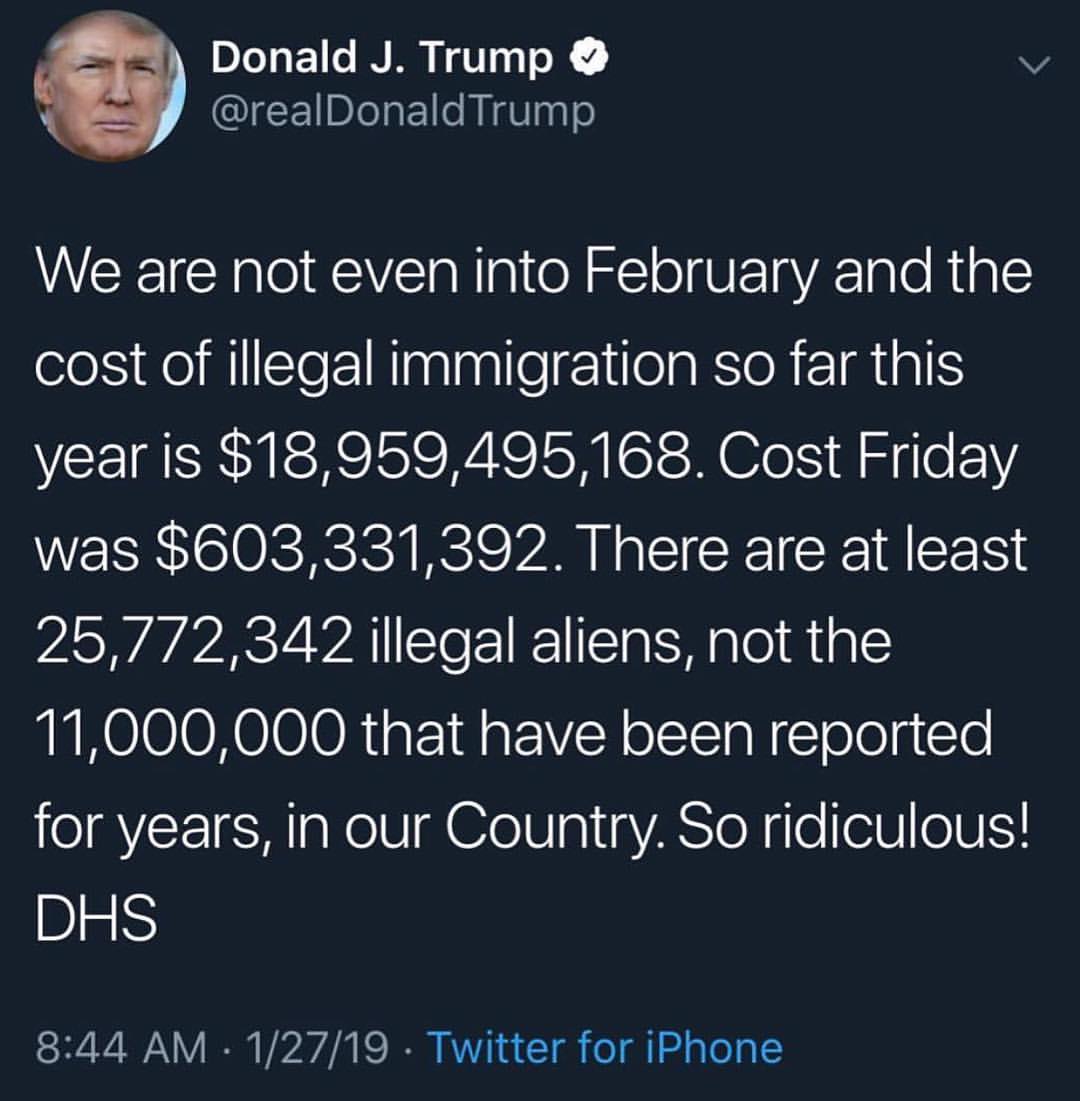 Donald J. Trump
@realDonaldTrump
We are not even into February and the
cost of illegal immigration so far this
year is $18,959,495,168. Cost Friday
was $603,331,392. There are at least
25,772,342 illegal aliens, not the
11,000,000 that have been reported
for years, in our Country. So ridiculous!
DHS
8:44 AM · 1/27/19 · Twitter for iPhone